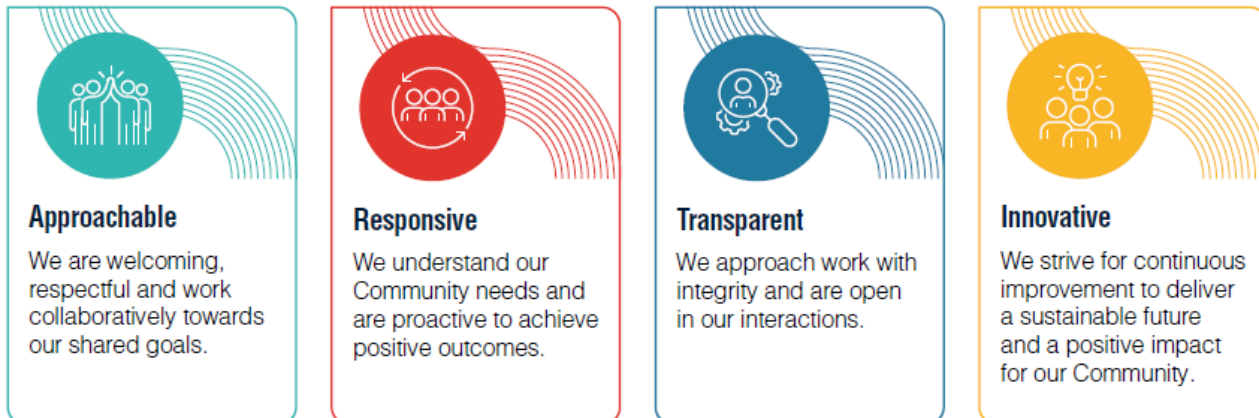 Approachable
We are welcoming,
respectful and work
collaboratively towards
our shared goals.
Responsive
We understand our
Community needs and
are proactive to achieve
positive outcomes.
Transparent
We approach work with
integrity and are open
in our interactions.
Innovative
We strive for continuous
improvement to deliver
a sustainable future
and a positive impact
for our Community.